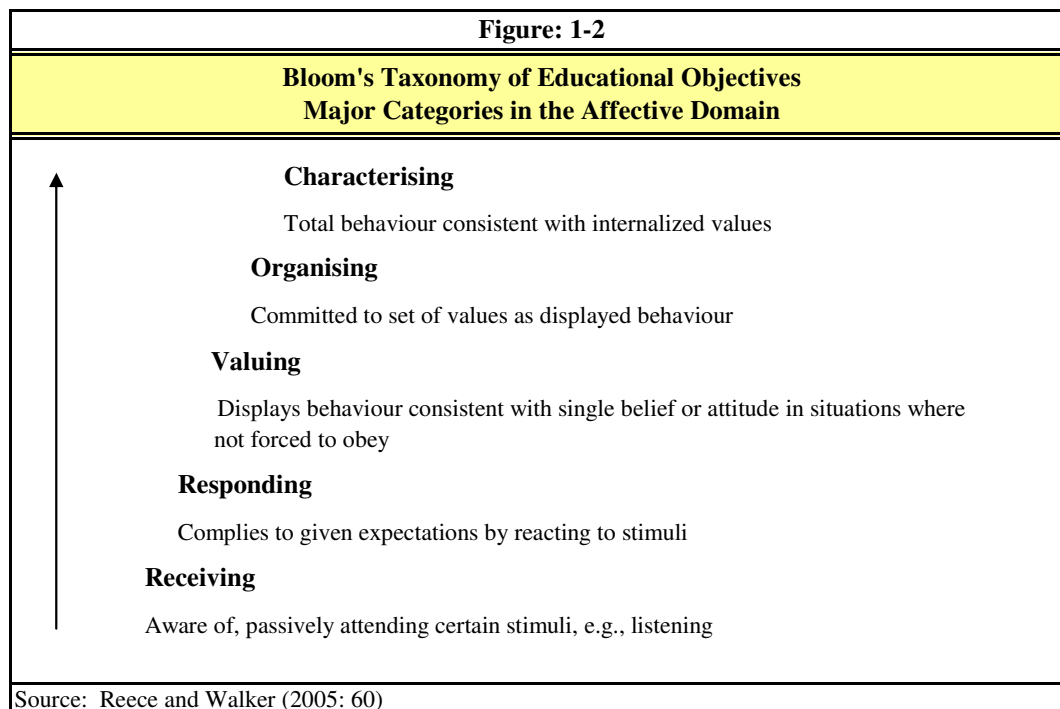 Figure: 1-2
Bloom's Taxonomy of Educational Objectives
Major Categories in the Affective Domain
Characterising
Total behaviour consistent with internalized values
Organising
Committed to set of values as displayed behaviour
Valuing
Displays behaviour consistent with single belief or attitude in situations where
not forced to obey
Responding
Complies to given expectations by reacting to stimuli
Receiving
Aware of, passively attending certain stimuli, e.g., listening
Source: Reece and Walker (2005: 60)